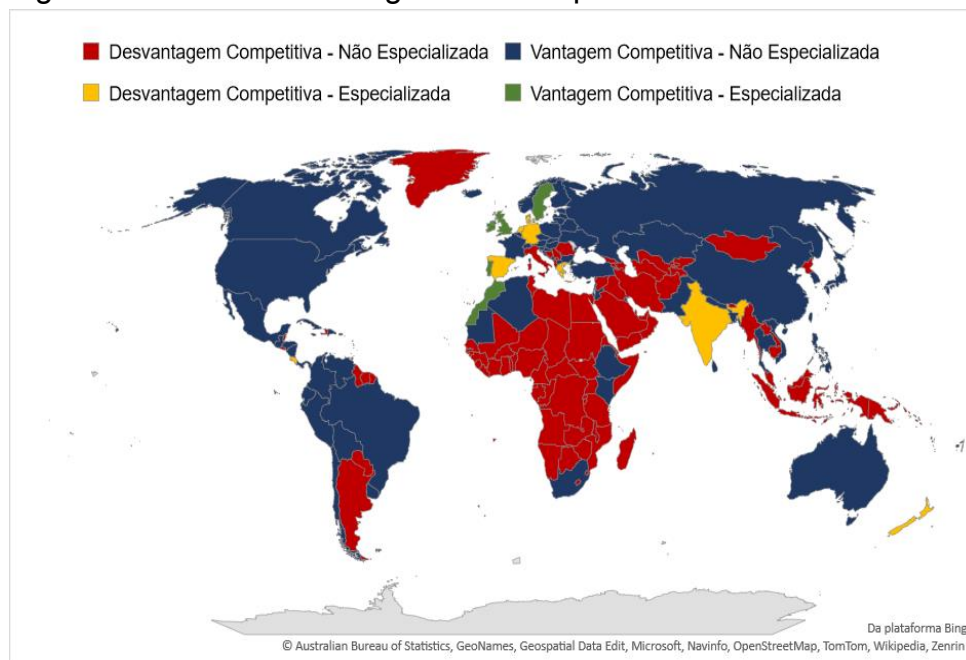 Desvantagem Competitiva - Não Especializada Vantagem Competitiva - Não Especializada
Desvantagem Competitiva - Especializada Vantagem Competitiva - Especializada
Da plataforma Bing
© Australian Bureau of Statistics, GeoNames, Geospatial Data Edit, Microsoft, Navinfo, OpenStreetMap, TomTom, Wikipedia, Zenrin